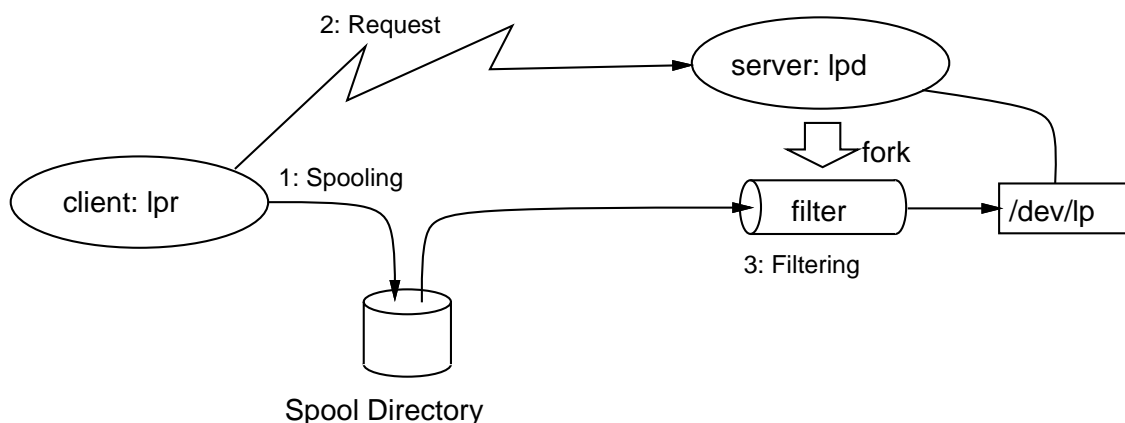 2: Request
server: lpd
fork
client: lpr
1: Spooling
filter
/dev/lp
3: Filtering
Spool Directory